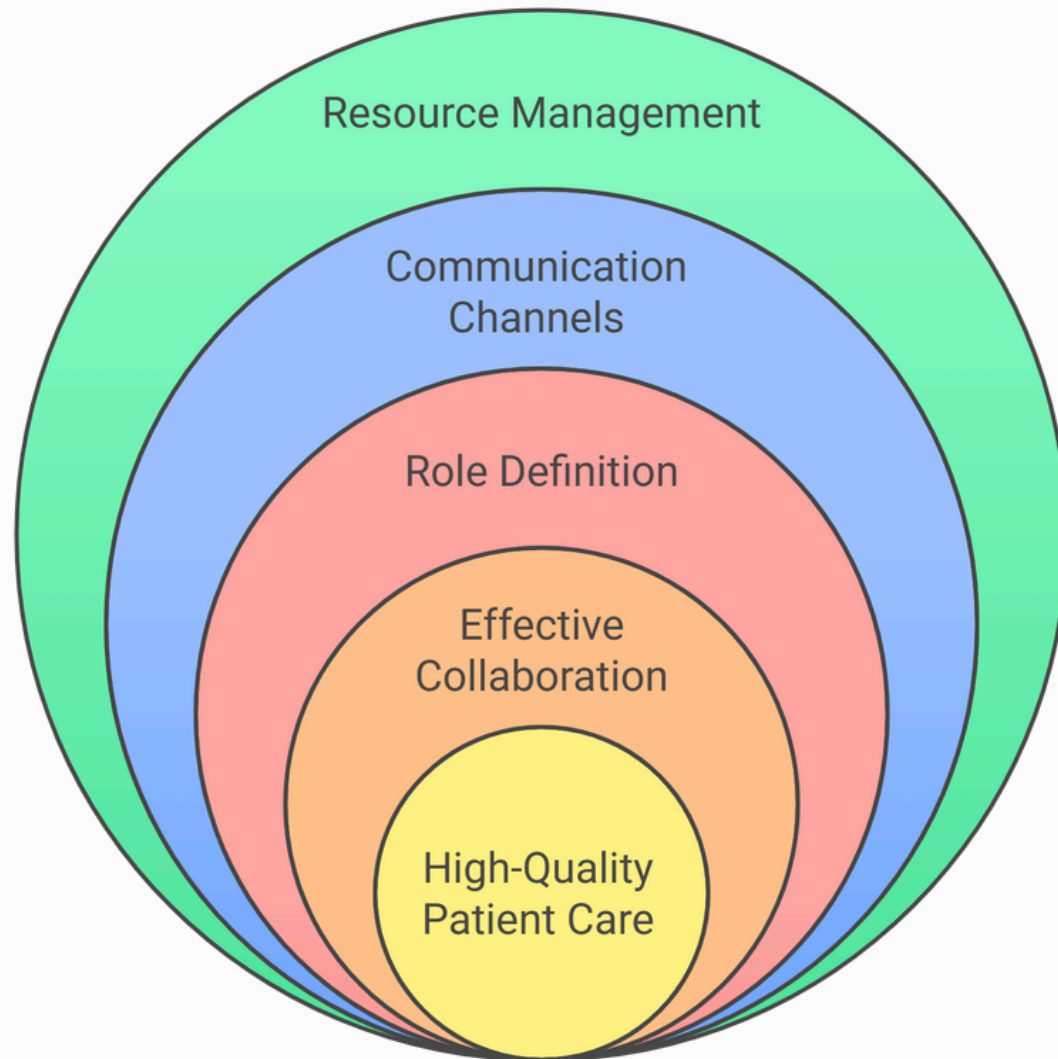 Resource Management
Communication
Channels
Role Definition
Effective
Collaboration
High-Quality
Patient Care